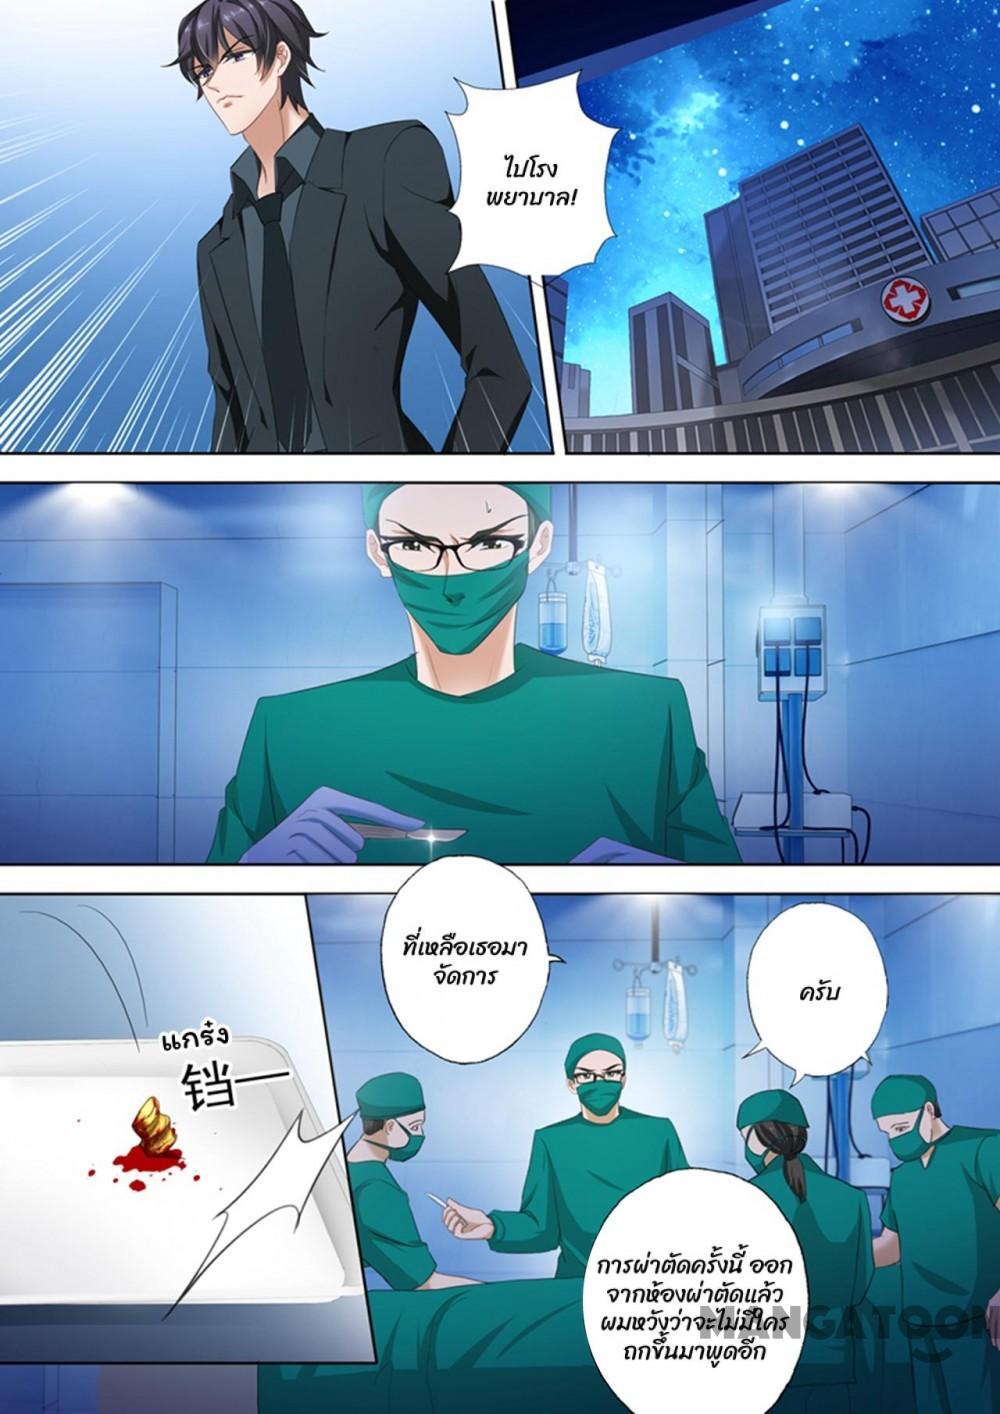 ไปโรง
พยาบาล!
ที่เหลือเธอมา
จัดการ
ครับ
แกร๋ง
铛一
การผ่าตัดครั้งนี้ ออก
จากห้องผ่าตัดแล้ว
ผมหวังว่าจะไม่มีใคร
ถกขึ้นมาพูดอีก
MANGATOON